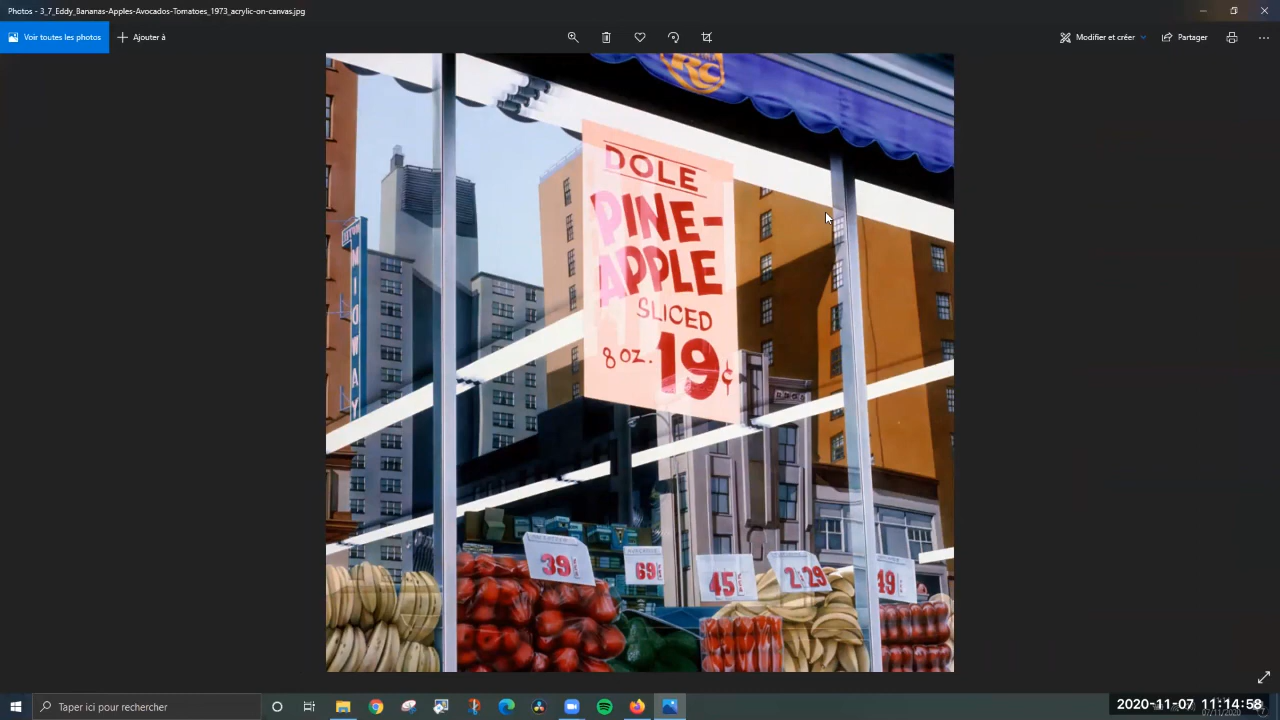 Photos - 3_7_Eddy_Bananas-Apples-Avocados-Tomatoes_1973_acrylic-on-canvas.jpg
Voir toutes les photos
Ajouter à
Modifier et créer
Partager
RC
DOLE
PINE-
APPLE
SLICED
8 OZ. 19¢
MIDWAY
39
69
45
2 29
49
Taper ici pour rechercher
2020-11-07 11:14:58